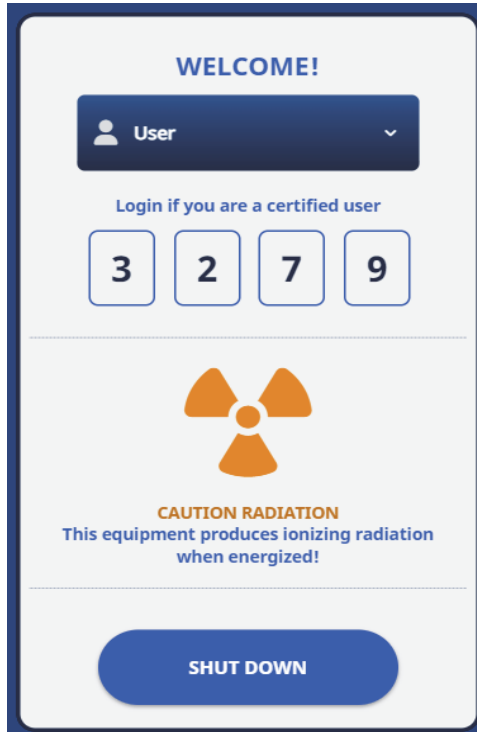 WELCOME!
User
Login if you are a certified user
3 2 7 9
CAUTION RADIATION
This equipment produces ionizing radiation
when energized!
SHUT DOWN